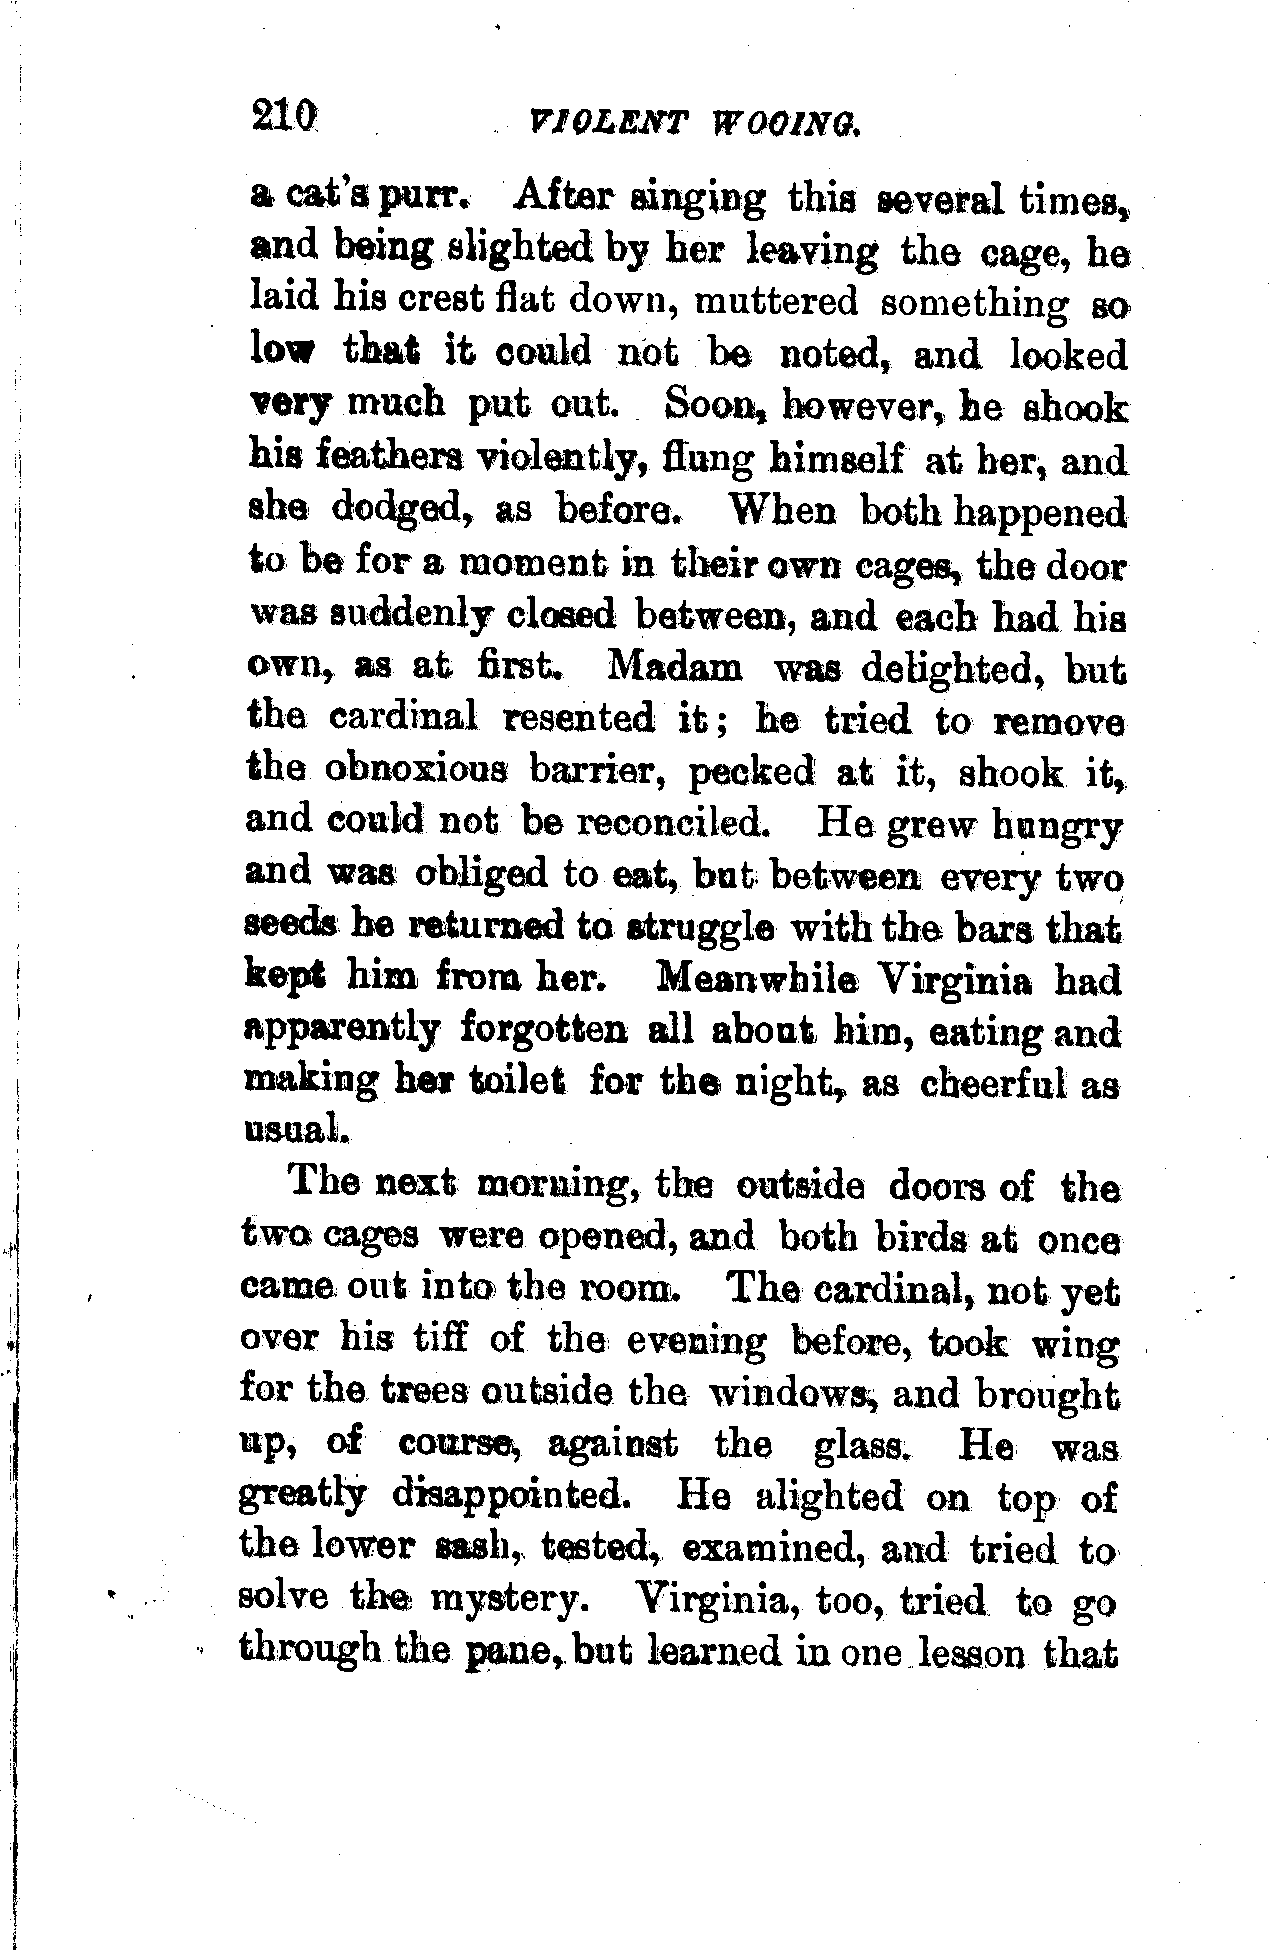 210 VIOLENT WOOING.
a cat's purr. After singing this several times,
and being slighted by her leaving the cage, he
laid his crest flat down, muttered something so
low that it could not be noted, and looked
very much put out. Soon, however, he shook
his feathers violently, flung himself at her, and
she dodged, as before. When both happened
to be for a moment in their own cages, the door
was suddenly closed between, and each had his
own, as at first. Madam was delighted, but
the cardinal resented it; he tried to remove
the obnoxious barrier, pecked at it, shook it,
and could not be reconciled. He grew hungry
and was obliged to eat, but between every two
seeds he returned to struggle with the bars that
kept him from her. Meanwhile Virginia had
apparently forgotten all about him, eating and
making her toilet for the night, as cheerful as
usual.
The next morning, the outside doors of the
two cages were opened, and both birds at once
came out into the room. The cardinal, not yet
over his tiff of the evening before, took wing
for the trees outside the windows, and brought
up, of course, against the glass. He was
greatly disappointed. He alighted on top of
the lower sash, tested, examined, and tried to
solve the mystery. Virginia, too, tried to go
through the pane, but learned in one lesson that